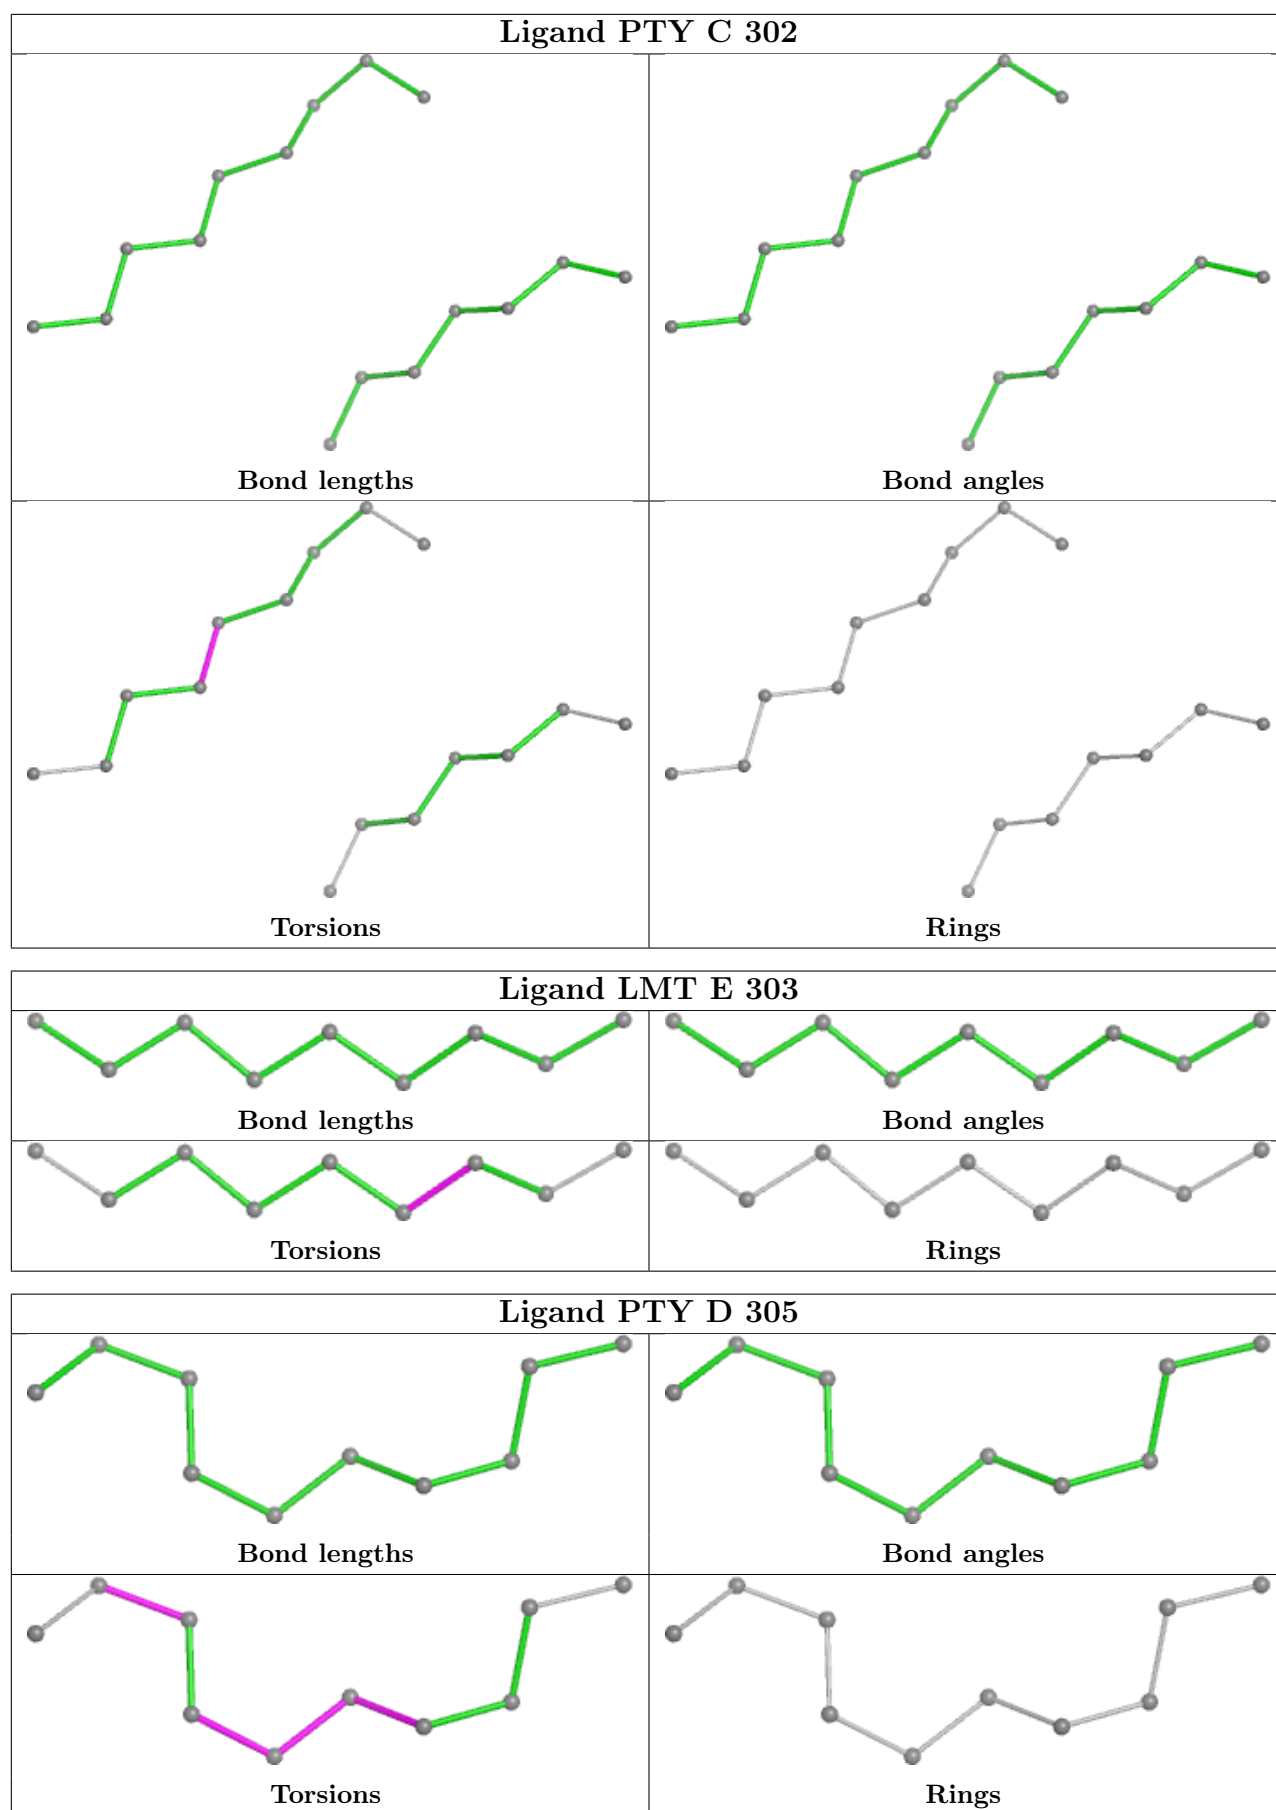 Ligand PTY C 302
Bond lengths
Bond angles
Torsions
Rings
Ligand LMT E 303
Bond lengths
Bond angles
Torsions
Rings
Ligand PTY D 305
Bond lengths
Bond angles
Torsions
Rings